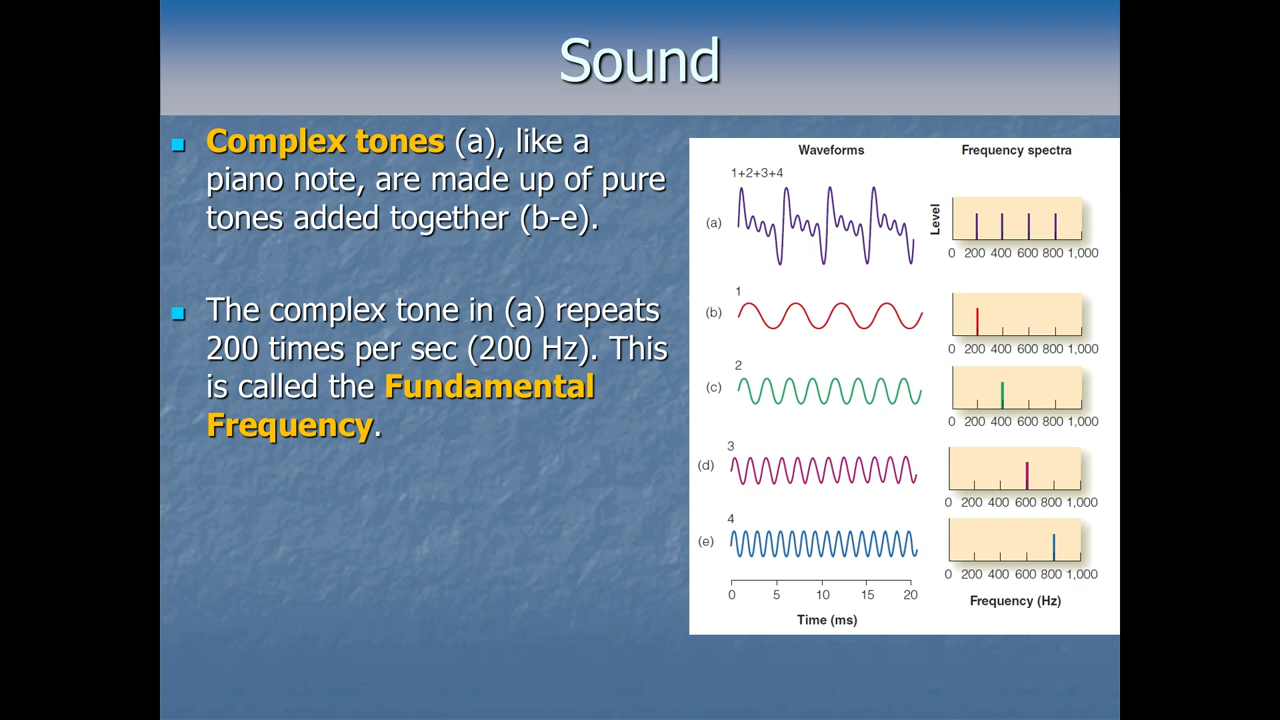 Sound
Complex tones (a), like a
piano note, are made up of pure
tones added together (b-e).
The complex tone in (a) repeats
200 times per sec (200 Hz). This
is called the Fundamental
Frequency.
Waveforms
Frequency spectra
1+2+3+4
(a)
Level
0 200 400 600 800 1,000
1
(b)
0 200 400 600 800 1,000
2
(c)
0 200 400 600 800 1,000
3
(d)
0 200 400 600 800 1,000
4
(e)
0 200 400 600 800 1,000
0 5 10 15 20
Time (ms)
Frequency (Hz)